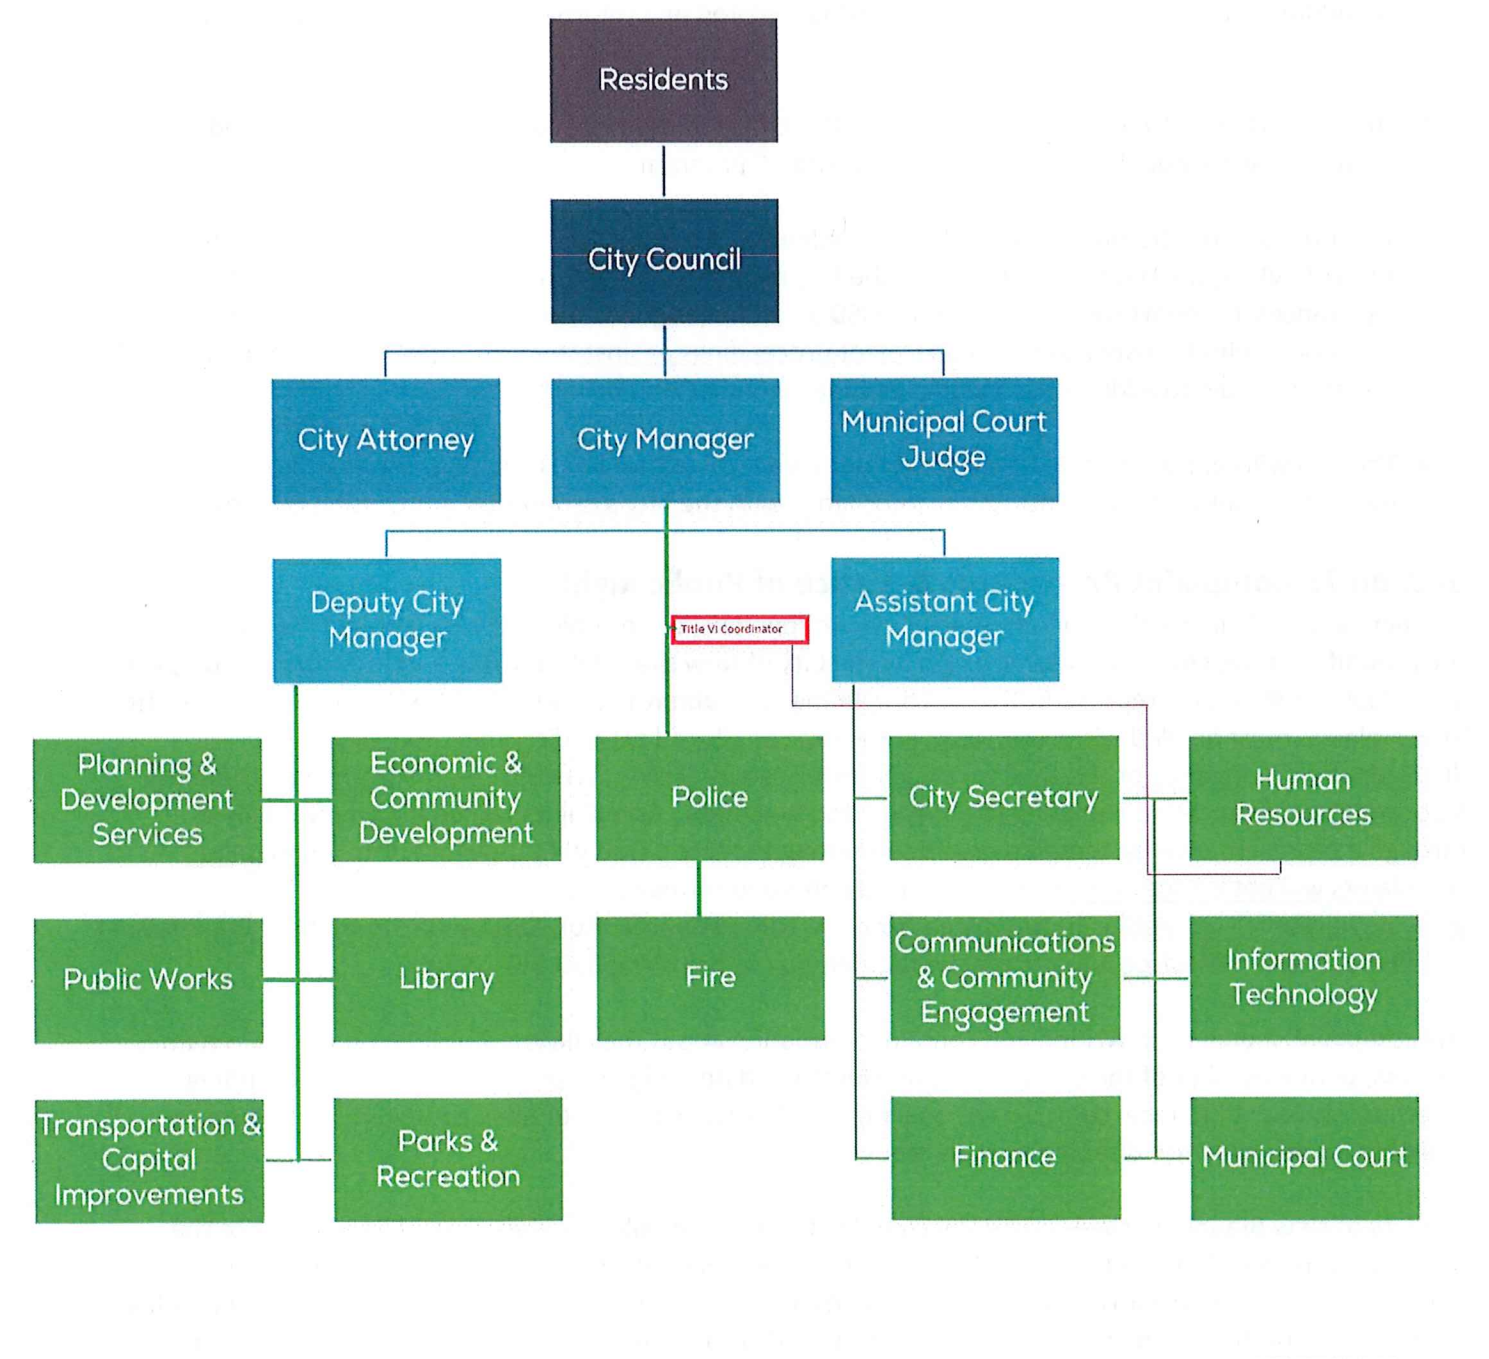 Residents
City Council
City Attorney
City Manager
Municipal Court
Judge
Deputy City
Manager
Title VI Coordinator
Assistant City
Manager
Planning &
Development
Services
Economic &
Community
Development
Police
City Secretary
Human
Resources
Public Works
Library
Fire
Communications
& Community
Engagement
Information
Technology
Transportation &
Capital
Improvements
Parks &
Recreation
Finance
Municipal Court